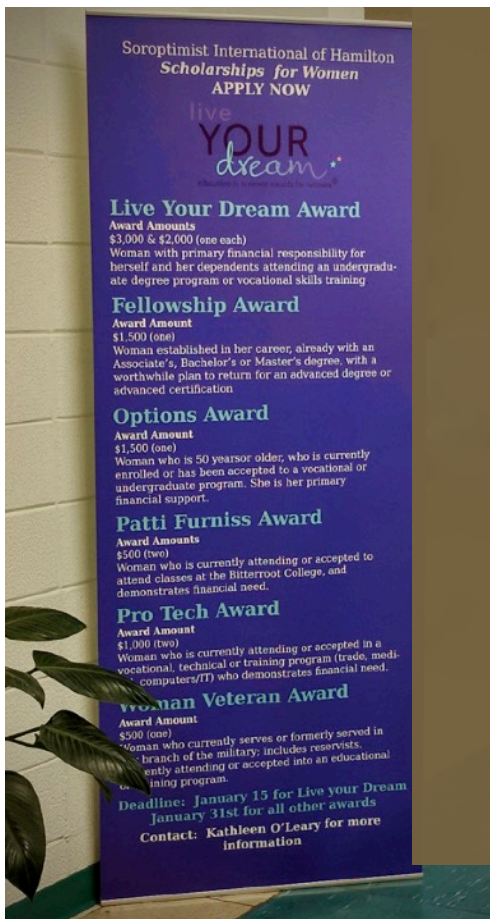 Soroptimist International of Hamilton
Scholarships for Women
APPLY NOW
live
YOUR
dream
Live Your Dream Award
Award Amounts
$3,000 & $2,000 (one each)
Woman with primary financial responsibility for
herself and her dependents attending an undergradu-
ate degree program or vocational skills training
Fellowship Award
Award Amount
$1,500 (one)
Woman established in her career, already with an
Associate's, Bachelor's or Master's degree, with a
worthwhile plan to return for an advanced degree or
advanced certification
Options Award
Award Amount
$1,500 (one)
Woman who is 50 yearsor older, who is currently
enrolled or has been accepted to a vocational or
undergraduate program. She is her primary
financial support.
Patti Furniss Award
Award Amounts
$500 (two)
Woman who is currently attending or accepted to
attend classes at the Bitterroot College, and
demonstrates financial need.
Pro Tech Award
Award Amount
$1,000 (two)
Woman who is currently attending or accepted in a
vocational, technical or training program (trade, medi-
computers/IT) who demonstrates financial need.
Woman Veteran Award
Award Amount
$500 (one)
Woman who currently serves or formerly served in
branch of the military; includes reservists.
attending or accepted into an educational
program.
Deadline: January 15 for Live your Dream
January 31st for all other awards
Contact: Kathleen O'Leary for more
information